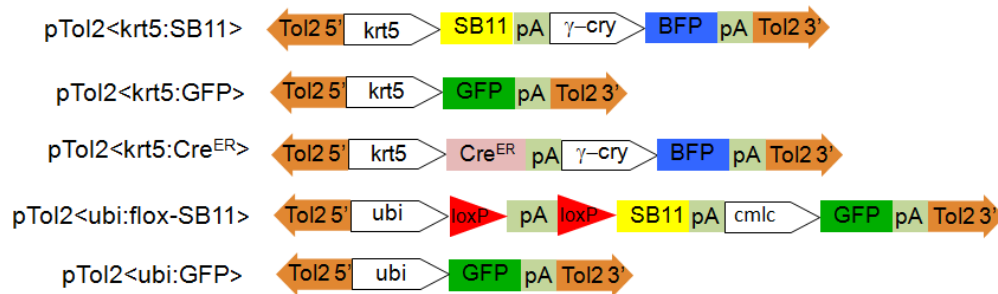 pTol2<krt5:SB11> Tol2 5' krt5 SB11 pA γ–cry BFP pA Tol2 3'
pTol2<krt5:GFP> Tol2 5' krt5 GFP pA Tol2 3'
pTol2<krt5:Creᴱᴿ> Tol2 5' krt5 Creᴱᴿ pA γ–cry BFP pA Tol2 3'
pTol2<ubi:flox-SB11> Tol2 5' ubi loxP pA loxP SB11 pA cmlc GFP pA Tol2 3'
pTol2<ubi:GFP> Tol2 5' ubi GFP pA Tol2 3'